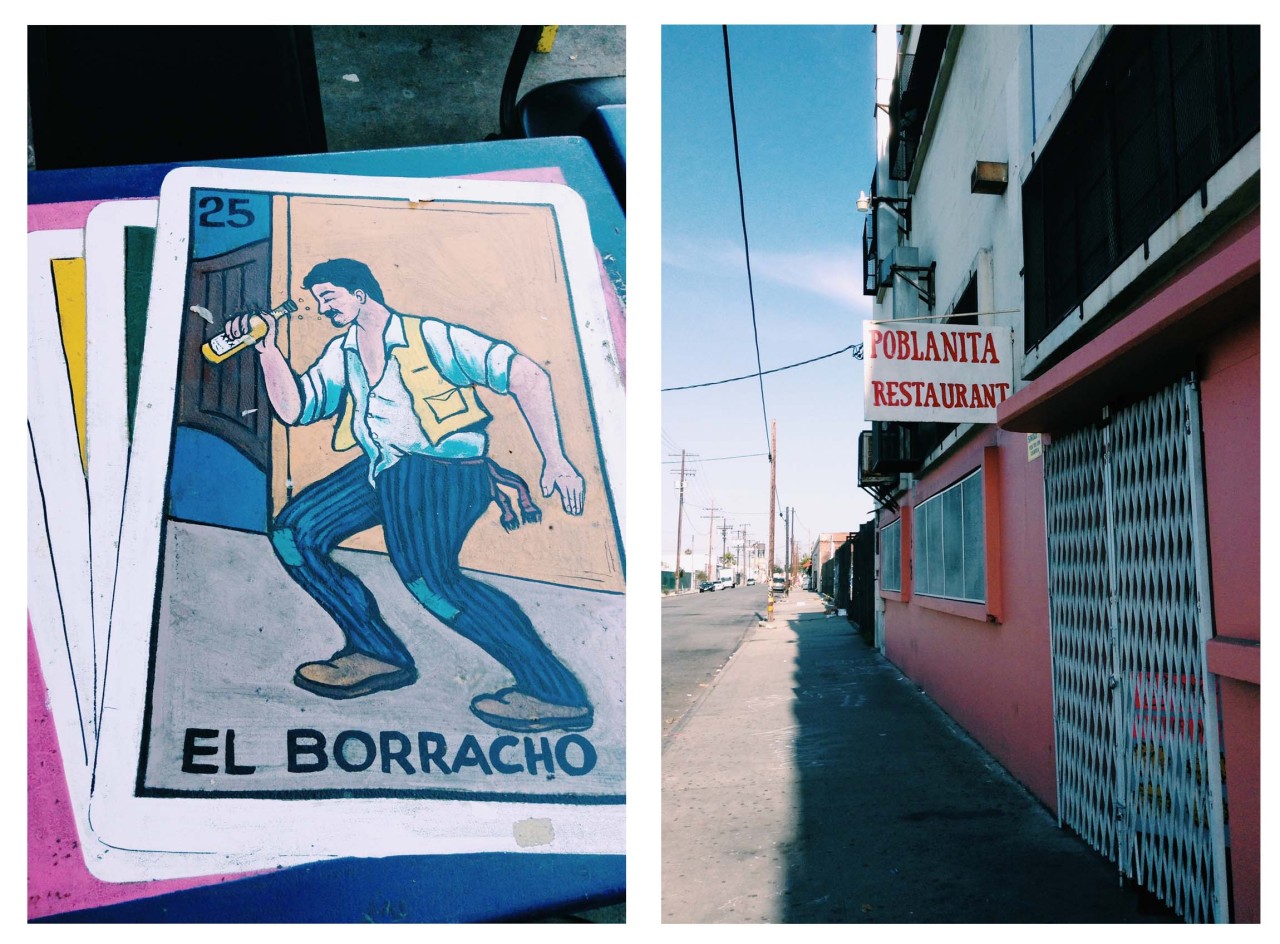 25
EL BORRACHO
POBLANITA
RESTAURANT